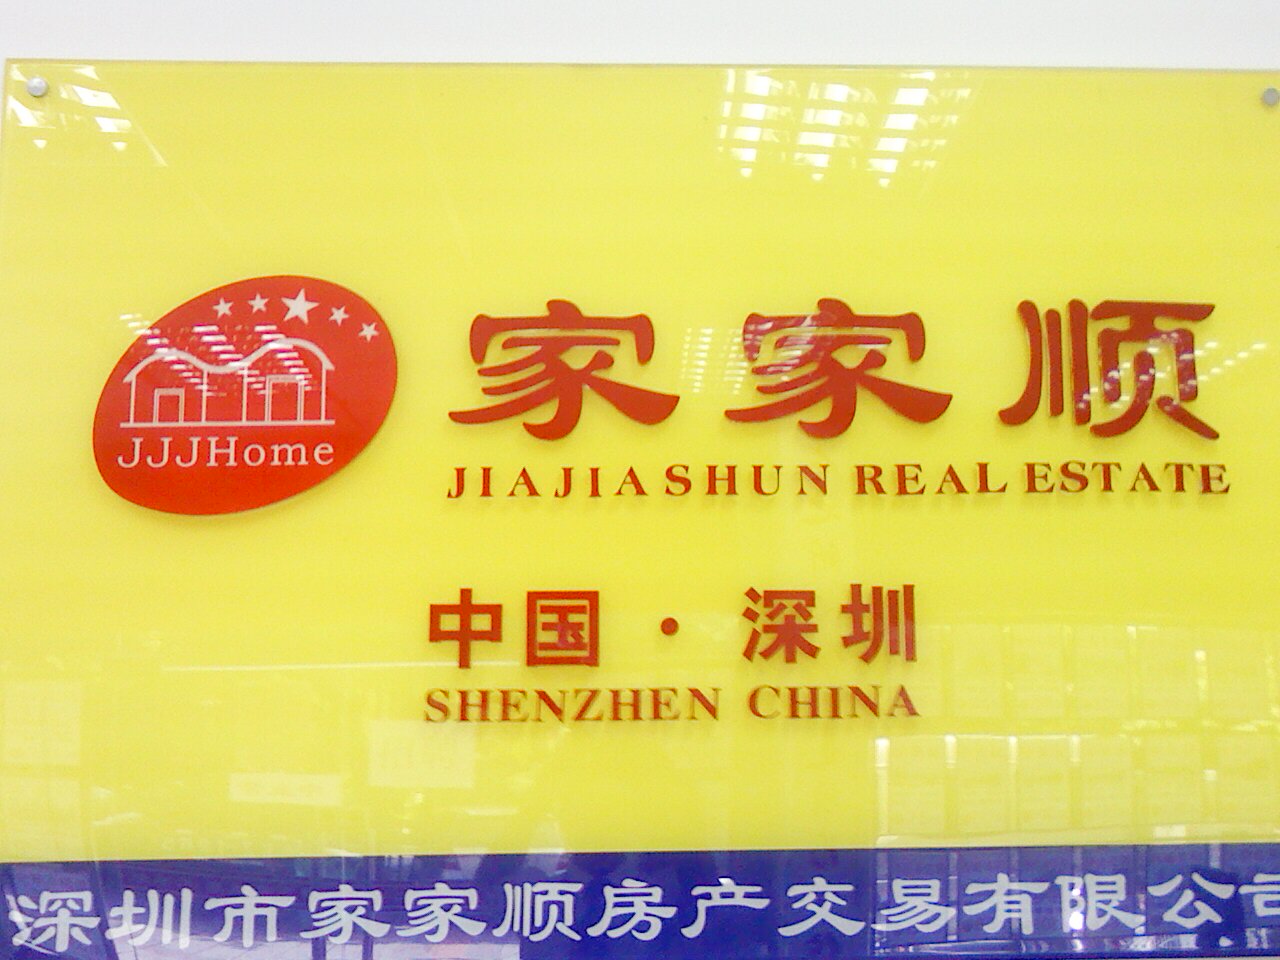 家家顺
JJJHome
JIAJIASHUN REAL ESTATE
中国·深圳
SHENZHEN CHINA
深圳市家家顺房产交易有限公司